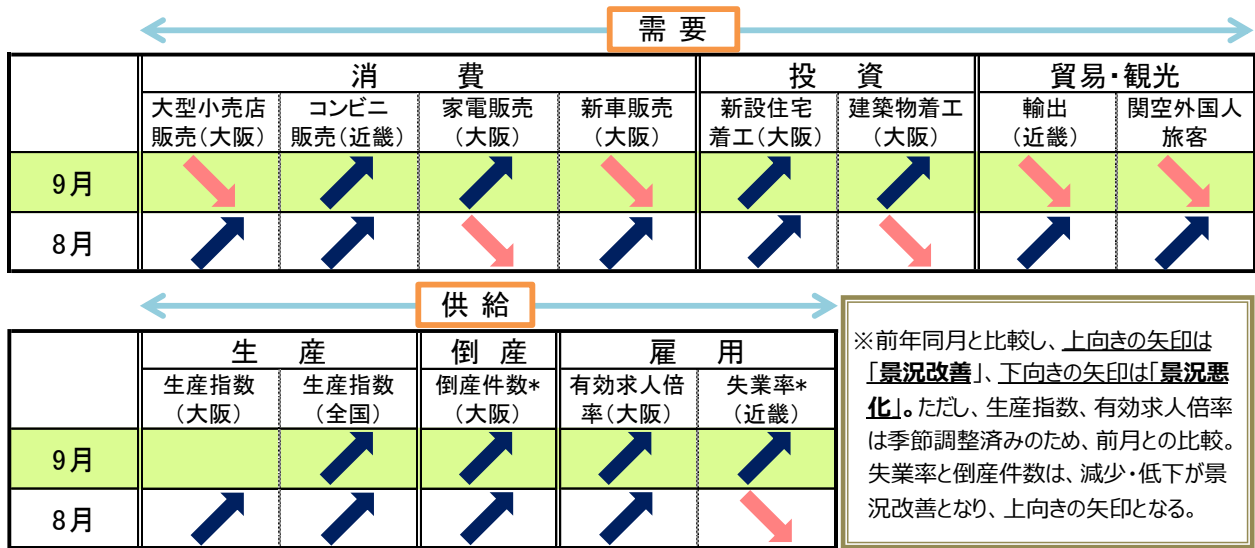 需 要
消 費
投 資
貿易・観光
大型小売店
販売(大阪)
コンビニ
販売(近畿)
家電販売
(大阪)
新車販売
(大阪)
新設住宅
着工(大阪)
建築物着工
(大阪)
輸出
(近畿)
関空外国人
旅客
9月
8月
供 給
生 産
倒 産
雇 用
生産指数
(大阪)
生産指数
(全国)
倒産件数*
(大阪)
有効求人倍
率(大阪)
失業率*
(近畿)
9月
8月
※前年同月と比較し、上向きの矢印は
「景況改善」、下向きの矢印は「景況悪
化」。ただし、生産指数、有効求人倍率
は季節調整済みのため、前月との比較。
失業率と倒産件数は、減少・低下が景
況改善となり、上向きの矢印となる。